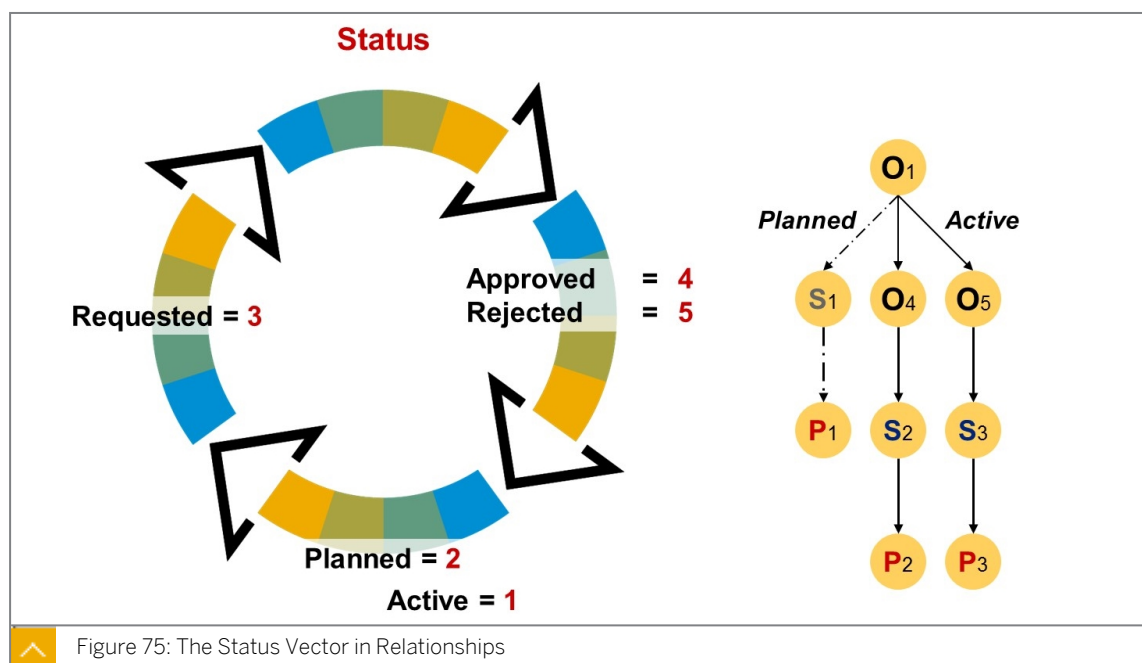 Status
Requested = 3
Approved = 4
Rejected = 5
Planned = 2
Active = 1
O1
Planned Active
S1 O4 O5
P1 S2 S3
P2 P3
Figure 75: The Status Vector in Relationships